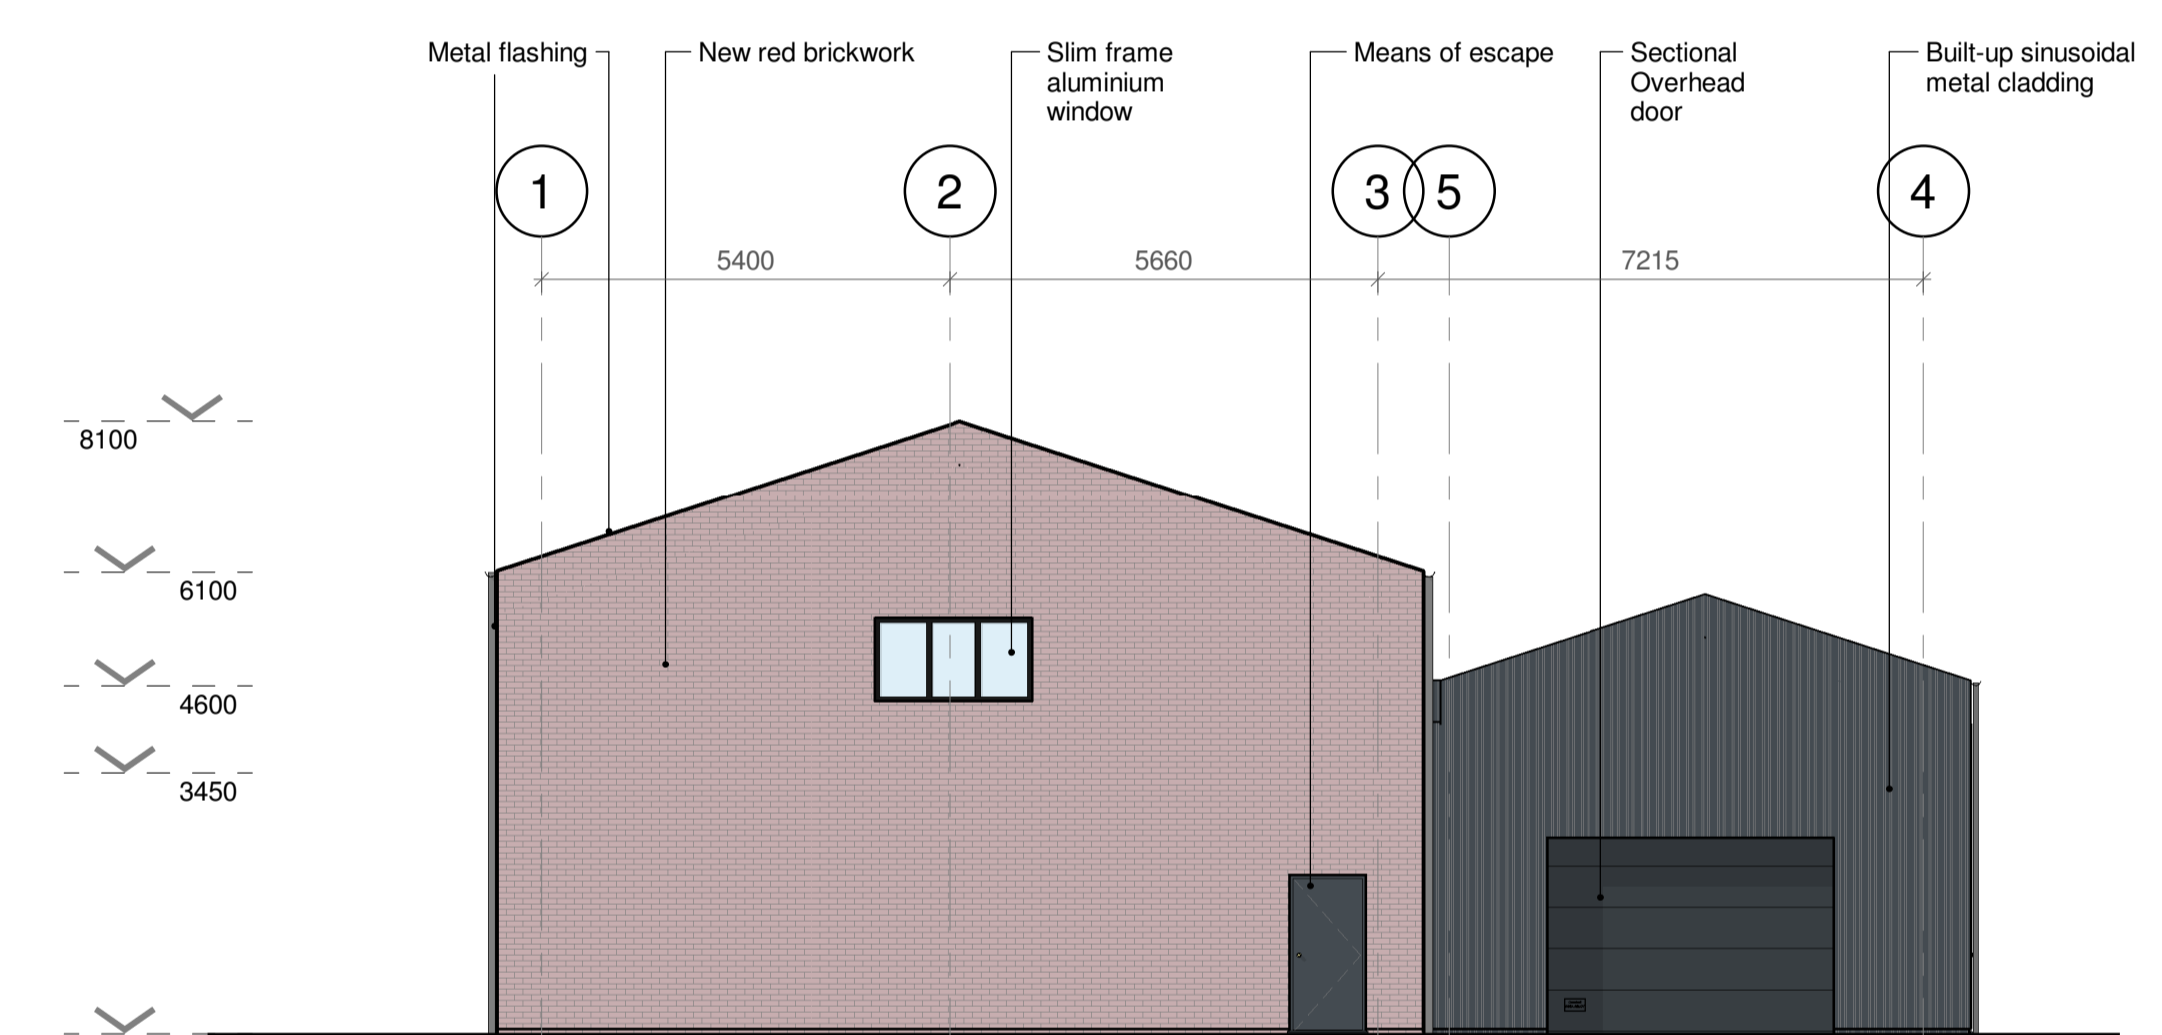 Metal flashing
New red brickwork
Slim frame
aluminium
window
Means of escape
Sectional
Overhead
door
Built-up sinusoidal
metal cladding
1
2
3
5
4
5400
5660
7215
8100
6100
4600
3450